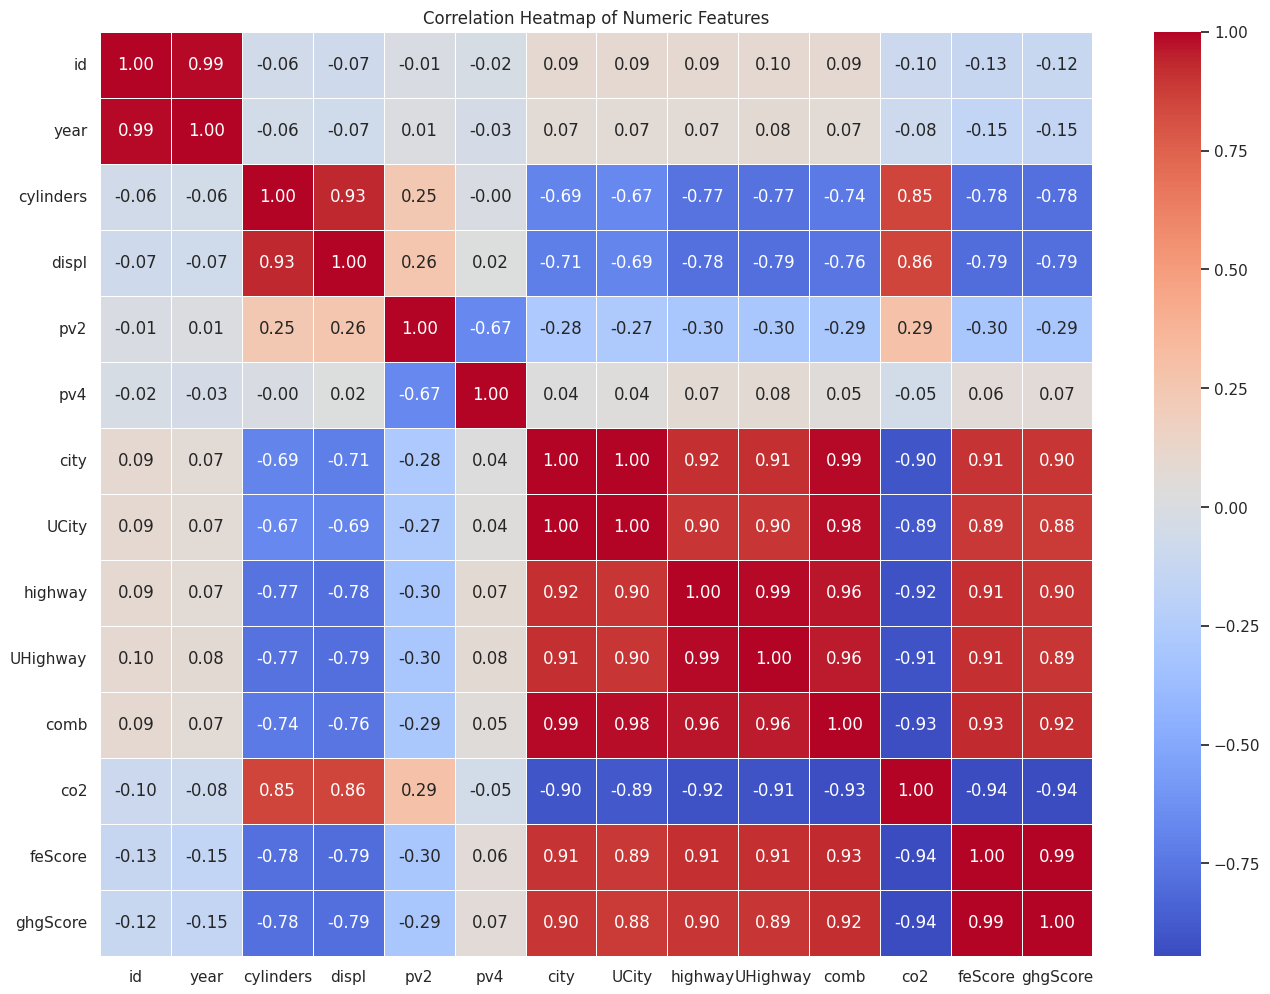 Correlation Heatmap of Numeric Features
id 1.00 0.99 -0.06 -0.07 -0.01 -0.02 0.09 0.09 0.09 0.10 0.09 -0.10 -0.13 -0.12
year 0.99 1.00 -0.06 -0.07 0.01 -0.03 0.07 0.07 0.07 0.08 0.07 -0.08 -0.15 -0.15
cylinders -0.06 -0.06 1.00 0.93 0.25 -0.00 -0.69 -0.67 -0.77 -0.77 -0.74 0.85 -0.78 -0.78
displ -0.07 -0.07 0.93 1.00 0.26 0.02 -0.71 -0.69 -0.78 -0.79 -0.76 0.86 -0.79 -0.79
pv2 -0.01 0.01 0.25 0.26 1.00 -0.67 -0.28 -0.27 -0.30 -0.30 -0.29 0.29 -0.30 -0.29
pv4 -0.02 -0.03 -0.00 0.02 -0.67 1.00 0.04 0.04 0.07 0.08 0.05 -0.05 0.06 0.07
city 0.09 0.07 -0.69 -0.71 -0.28 0.04 1.00 1.00 0.92 0.91 0.99 -0.90 0.91 0.90
UCity 0.09 0.07 -0.67 -0.69 -0.27 0.04 1.00 1.00 0.90 0.90 0.98 -0.89 0.89 0.88
highway 0.09 0.07 -0.77 -0.78 -0.30 0.07 0.92 0.90 1.00 0.99 0.96 -0.92 0.91 0.90
UHighway 0.10 0.08 -0.77 -0.79 -0.30 0.08 0.91 0.90 0.99 1.00 0.96 -0.91 0.91 0.89
comb 0.09 0.07 -0.74 -0.76 -0.29 0.05 0.99 0.98 0.96 0.96 1.00 -0.93 0.93 0.92
co2 -0.10 -0.08 0.85 0.86 0.29 -0.05 -0.90 -0.89 -0.92 -0.91 -0.93 1.00 -0.94 -0.94
feScore -0.13 -0.15 -0.78 -0.79 -0.30 0.06 0.91 0.89 0.91 0.91 0.93 -0.94 1.00 0.99
ghgScore -0.12 -0.15 -0.78 -0.79 -0.29 0.07 0.90 0.88 0.90 0.89 0.92 -0.94 0.99 1.00
id year cylinders displ pv2 pv4 city UCity highway UHighway comb co2 feScore ghgScore
1.00
0.75
0.50
0.25
0.00
−0.25
−0.50
−0.75